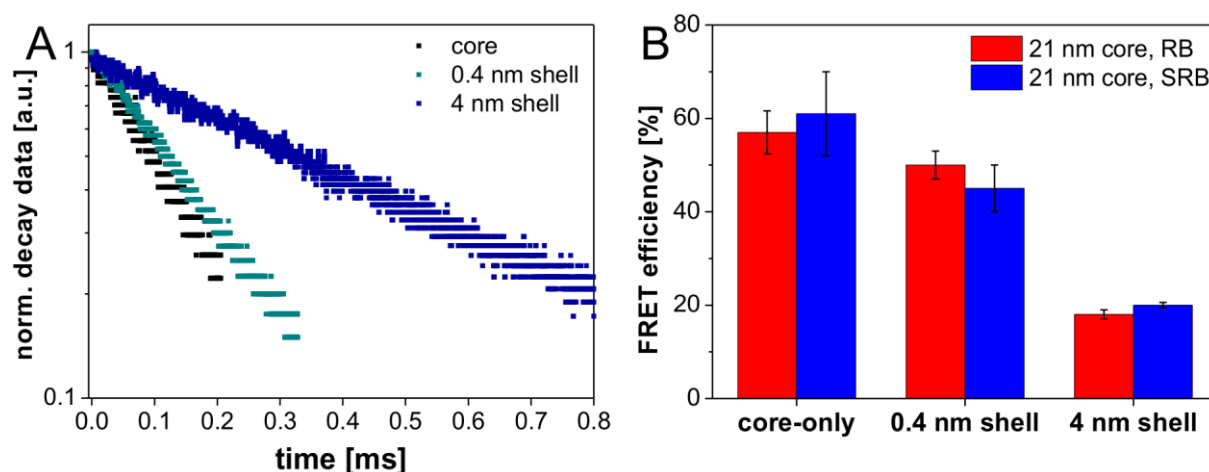 A
core
0.4 nm shell
4 nm shell
1
0.1
norm. decay data [a.u.]
0.0 0.1 0.2 0.3 0.4 0.5 0.6 0.7 0.8
time [ms]
B
21 nm core, RB
21 nm core, SRB
80
60
40
20
0
FRET efficiency [%]
core-only 0.4 nm shell 4 nm shell